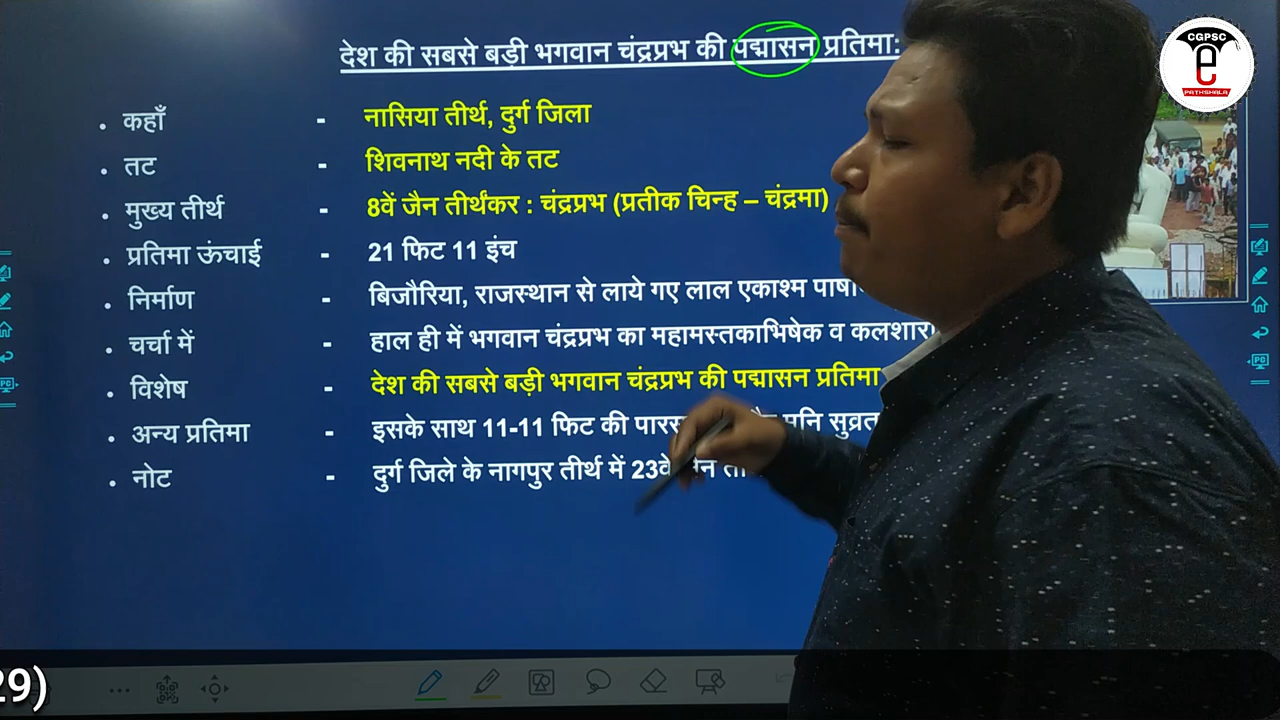 देश की सबसे बड़ी भगवान चंद्रप्रभ की पद्मासन प्रतिमा:
• कहाँ - नासिया तीर्थ, दुर्ग जिला
• तट - शिवनाथ नदी के तट
• मुख्य तीर्थ - 8वें जैन तीर्थंकर : चंद्रप्रभ (प्रतीक चिन्ह – चंद्रमा)
• प्रतिमा ऊंचाई - 21 फिट 11 इंच
• निर्माण - बिजौरिया, राजस्थान से लाये गए लाल एकाश्म
• चर्चा में - हाल ही में भगवान चंद्रप्रभ का महामस्तकाभिषेक व
• विशेष - देश की सबसे बड़ी भगवान चंद्रप्रभ की पद्मासन प्रतिमा
• अन्य प्रतिमा - इसके साथ 11-11 फिट की सुव्रत
• नोट - दुर्ग जिले के नागपुर तीर्थ में 23वें जैन
CGPSC
PATHSHALA
29)